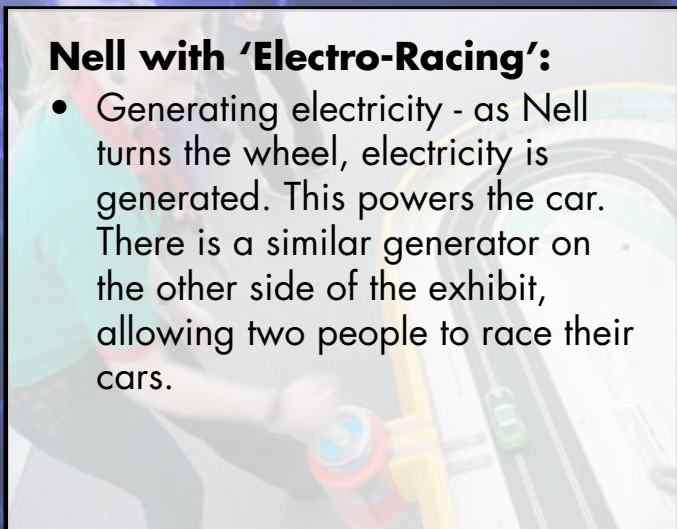 Nell with ‘Electro-Racing’:
• Generating electricity - as Nell
turns the wheel, electricity is
generated. This powers the car.
There is a similar generator on
the other side of the exhibit,
allowing two people to race their
cars.